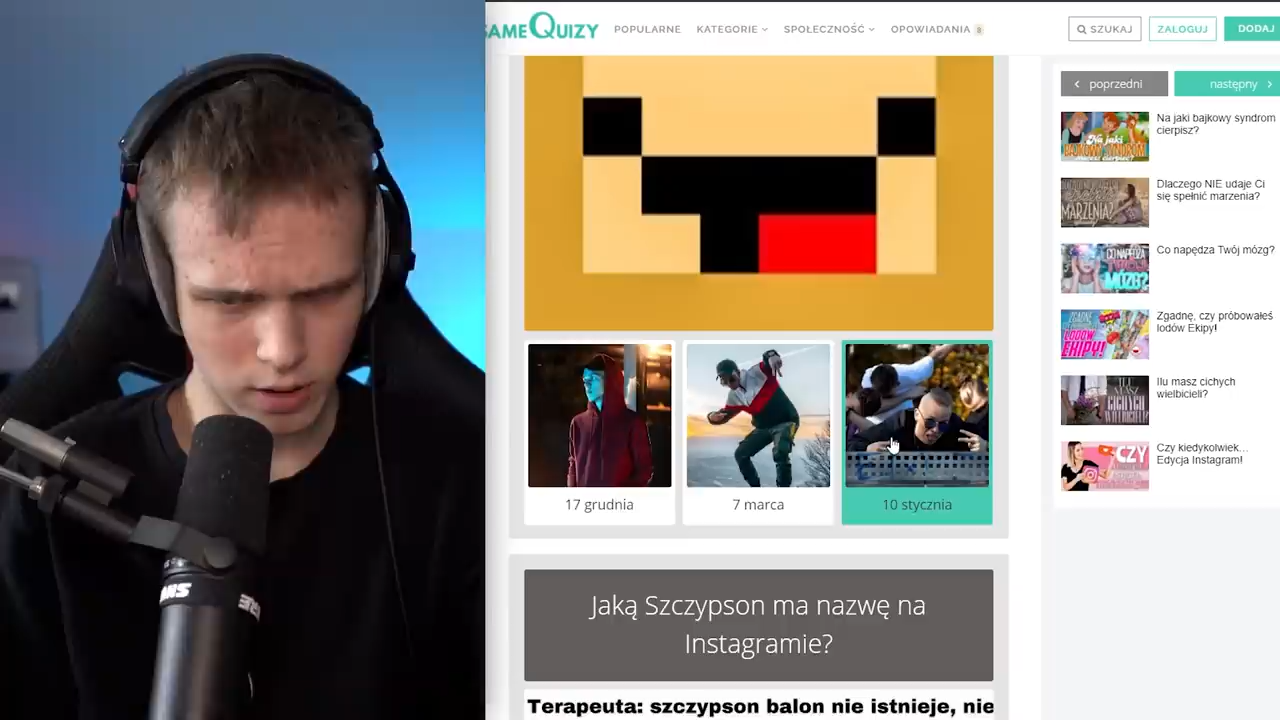 SAMEQUIZY
POPULARNE
KATEGORIE
SPOŁECZNOŚĆ
OPOWIADANIA
SZUKAJ
ZALOGUJ
DODAJ
poprzedni
następny
Na jaki bajkowy syndrom
cierpisz?
Dlaczego NIE udaje Ci
się spełnić marzenia?
Co napędza Twój mózg?
Zgadnę, czy próbowałeś
lodów Ekipy!
Ilu masz cichych
wielbicieli?
Czy kiedykolwiek...
Edycja Instagram!
17 grudnia
7 marca
10 stycznia
Jaką Szczypson ma nazwę na
Instagramie?
Terapeuta: szczypson balon nie istnieje, nie